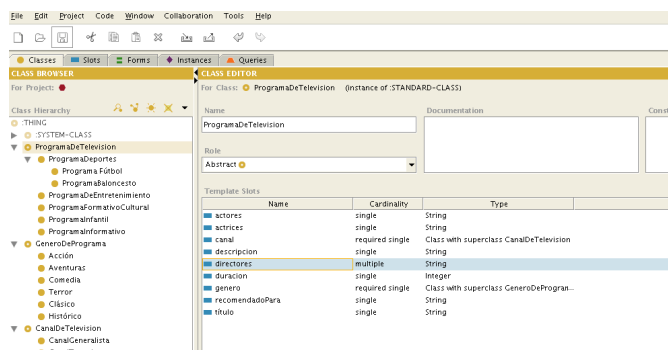 File Edit Project Code Window Collaboration Tools Help
Classes Slots Forms Instances Queries
CLASS BROWSER
For Project:
Class Hierarchy
:THING
:SYSTEM-CLASS
ProgramaDeTelevision
ProgramaDeportes
Programa Fútbol
ProgramaBaloncesto
ProgramaDeEntretenimiento
ProgramaFormativoCultural
ProgramaInfantil
ProgramaInformativo
GeneroDePrograma
Acción
Aventuras
Comedia
Terror
Clásico
Histórico
CanalDeTelevision
CanalGeneralista
CLASS EDITOR
For Class: ProgramaDeTelevision (instance of :STANDARD-CLASS)
Name Documentation Const
ProgramaDeTelevision
Role
Abstract
Template Slots
Name Cardinality Type
actores single String
actrices single String
canal required single Class with superclass CanalDeTelevision
descripcion single String
directores multiple String
duracion single Integer
genero required single Class with superclass GeneroDeProgran...
recomendadoPara single String
título single String